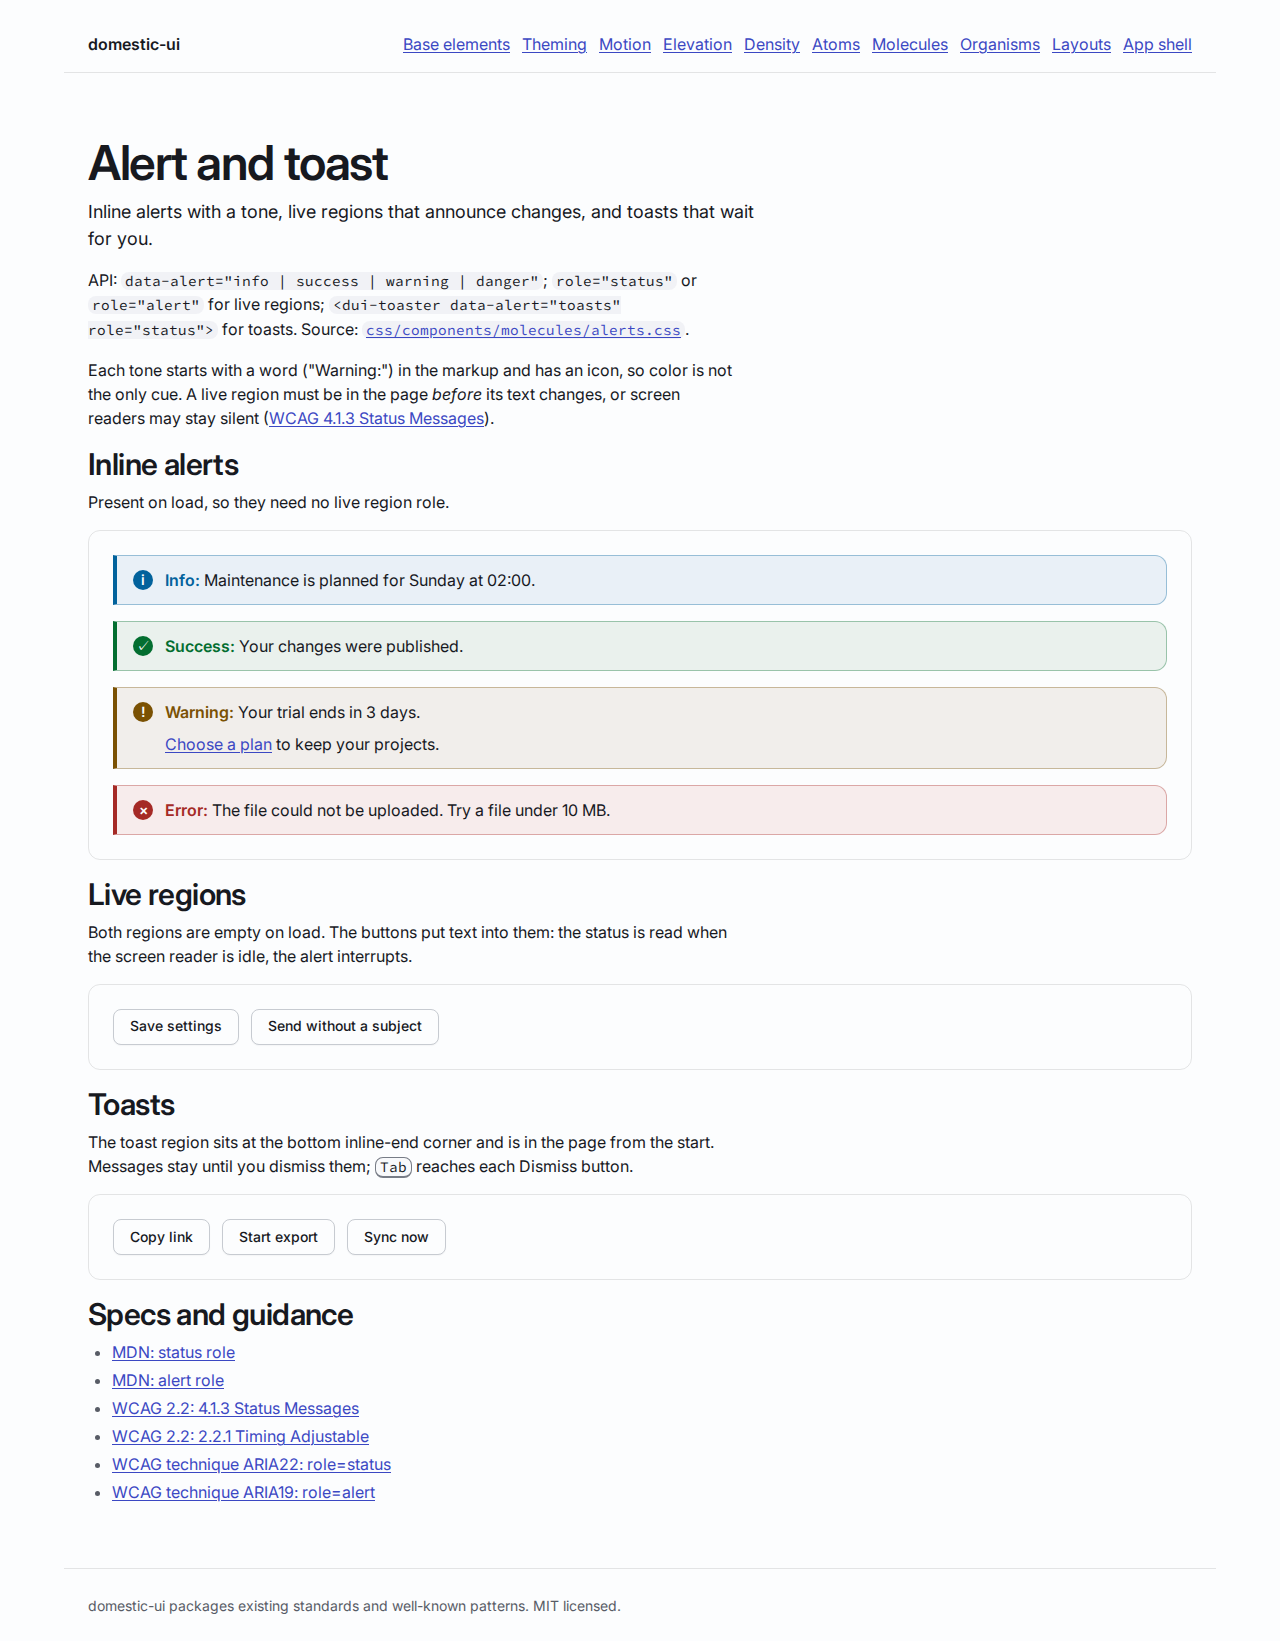 domestic-ui
Base elements Theming Motion Elevation Density Atoms Molecules Organisms Layouts App shell
Alert and toast
Inline alerts with a tone, live regions that announce changes, and toasts that wait
for you.
API: data-alert="info | success | warning | danger"; role="status" or
role="alert" for live regions; <dui-toaster data-alert="toasts"
role="status"> for toasts. Source: css/components/molecules/alerts.css.
Each tone starts with a word ("Warning:") in the markup and has an icon, so color is not
the only cue. A live region must be in the page before its text changes, or screen
readers may stay silent (WCAG 4.1.3 Status Messages).
Inline alerts
Present on load, so they need no live region role.
i Info: Maintenance is planned for Sunday at 02:00.
✓ Success: Your changes were published.
! Warning: Your trial ends in 3 days.
Choose a plan to keep your projects.
× Error: The file could not be uploaded. Try a file under 10 MB.
Live regions
Both regions are empty on load. The buttons put text into them: the status is read when
the screen reader is idle, the alert interrupts.
Save settings Send without a subject
Toasts
The toast region sits at the bottom inline-end corner and is in the page from the start.
Messages stay until you dismiss them; Tab reaches each Dismiss button.
Copy link Start export Sync now
Specs and guidance
• MDN: status role
• MDN: alert role
• WCAG 2.2: 4.1.3 Status Messages
• WCAG 2.2: 2.2.1 Timing Adjustable
• WCAG technique ARIA22: role=status
• WCAG technique ARIA19: role=alert
domestic-ui packages existing standards and well-known patterns. MIT licensed.